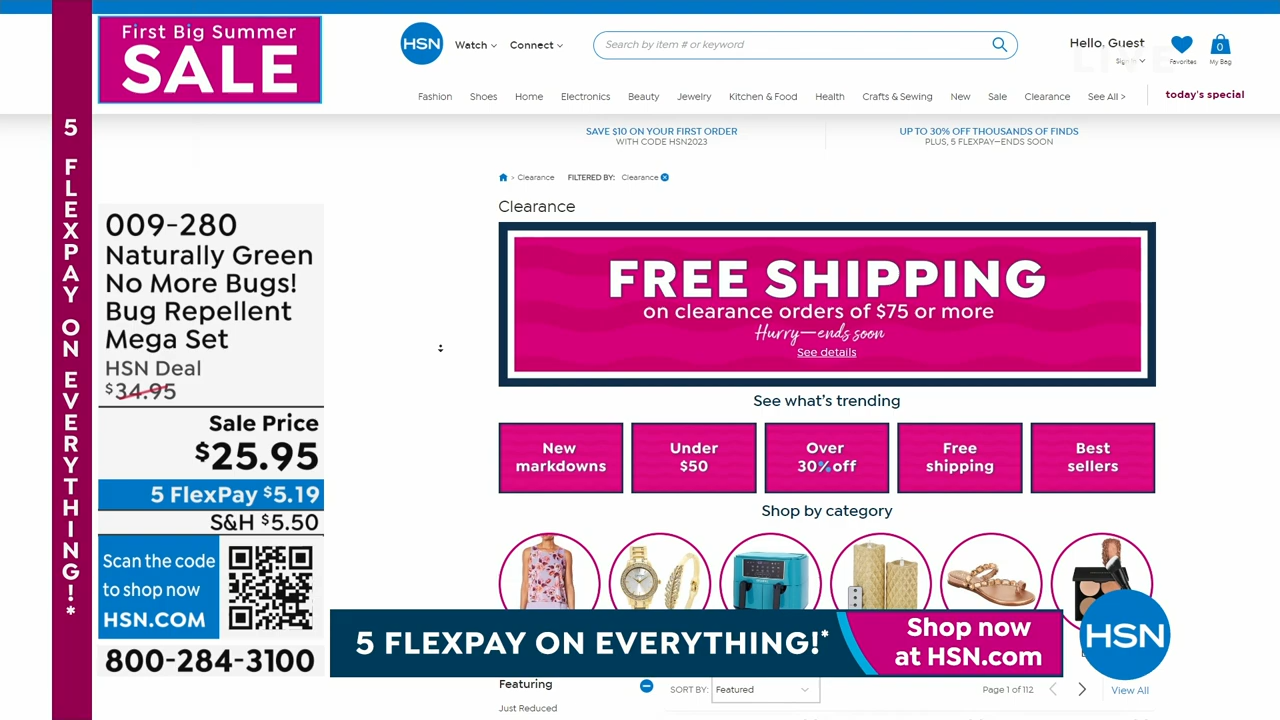 First Big Summer
SALE
5 FLEXPAY ON EVERYTHING!*
009-280
Naturally Green
No More Bugs!
Bug Repellent
Mega Set
HSN Deal
$34.95
Sale Price
$25.95
5 FlexPay $5.19
S&H $5.50
Scan the code
to shop now
HSN.COM
800-284-3100
HSN
Watch
Connect
Search by item # or keyword
Hello, Guest
LIVE
Favorites
0
My Bag
Fashion
Shoes
Home
Electronics
Beauty
Jewelry
Kitchen & Food
Health
Crafts & Sewing
New
Sale
Clearance
See All >
today's special
SAVE $10 ON YOUR FIRST ORDER
WITH CODE HSN2023
UP TO 30% OFF THOUSANDS OF FINDS
PLUS, 5 FLEXPAY—ENDS SOON
> Clearance
FILTERED BY: Clearance
Clearance
FREE SHIPPING
on clearance orders of $75 or more
Hurry—ends soon
See details
See what's trending
New
markdowns
Under
$50
Over
30% off
Free
shipping
Best
sellers
Shop by category
5 FLEXPAY ON EVERYTHING!*
Shop now
at HSN.com
HSN
Featuring
Just Reduced
SORT BY: Featured
Page 1 of 112
View All